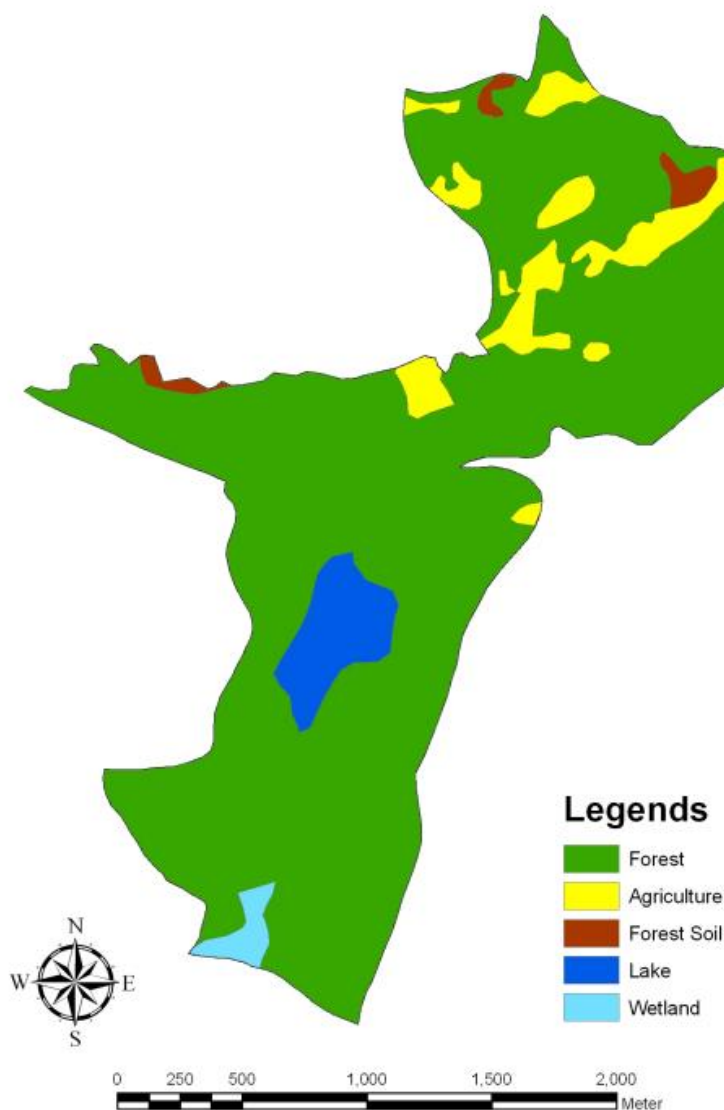 Legends
Forest
Agriculture
Forest Soil
Lake
Wetland
N
W E
S
0 250 500 1,000 1,500 2,000
Meter